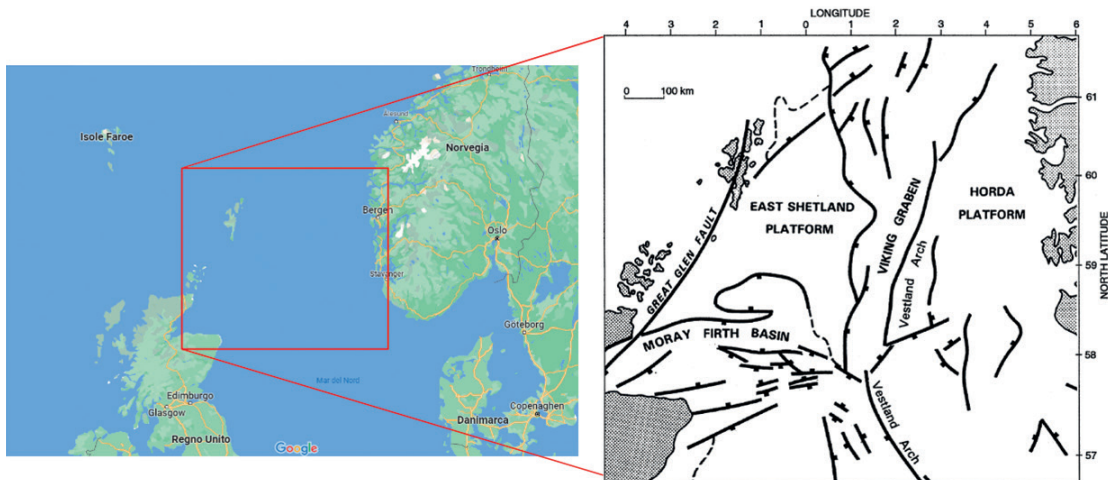 Isole Faroe
Trondheim
Alesund
Norvegia
Bergen
Oslo
Stavanger
Göteborg
Mar del Nord
Edimburgo
Glasgow
Danimarca
Copenaghen
Regno Unito
Google
LONGITUDE
4 3 2 1 0 1 2 3 4 5 6
0 100 km
61
60
59
58
57
NORTH LATITUDE
EAST SHETLAND
PLATFORM
VIKING GRABEN
HORDA
PLATFORM
GREAT GLEN FAULT
Vestland Arch
MORAY FIRTH BASIN
Vestland Arch